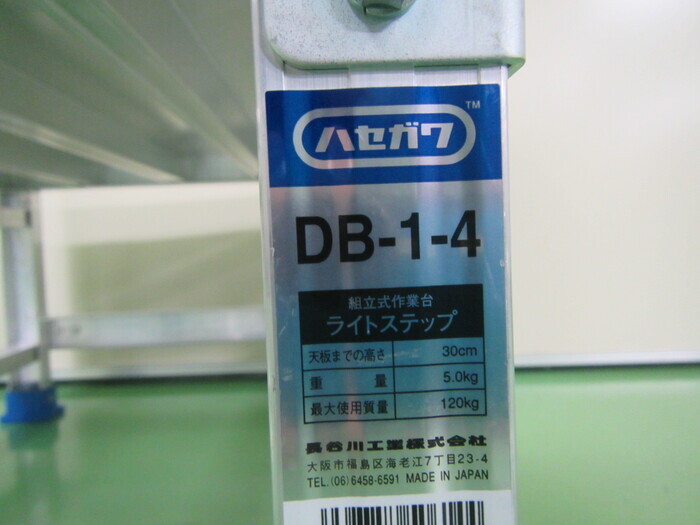 ハセガワ TM
DB-1-4
組立式作業台
ライトステップ
天板までの高さ 30cm
重 量 5.0kg
最大使用質量 120kg
長谷川工業株式会社
大阪市福島区海老江7丁目23-4
TEL.(06)6458-6591 MADE IN JAPAN